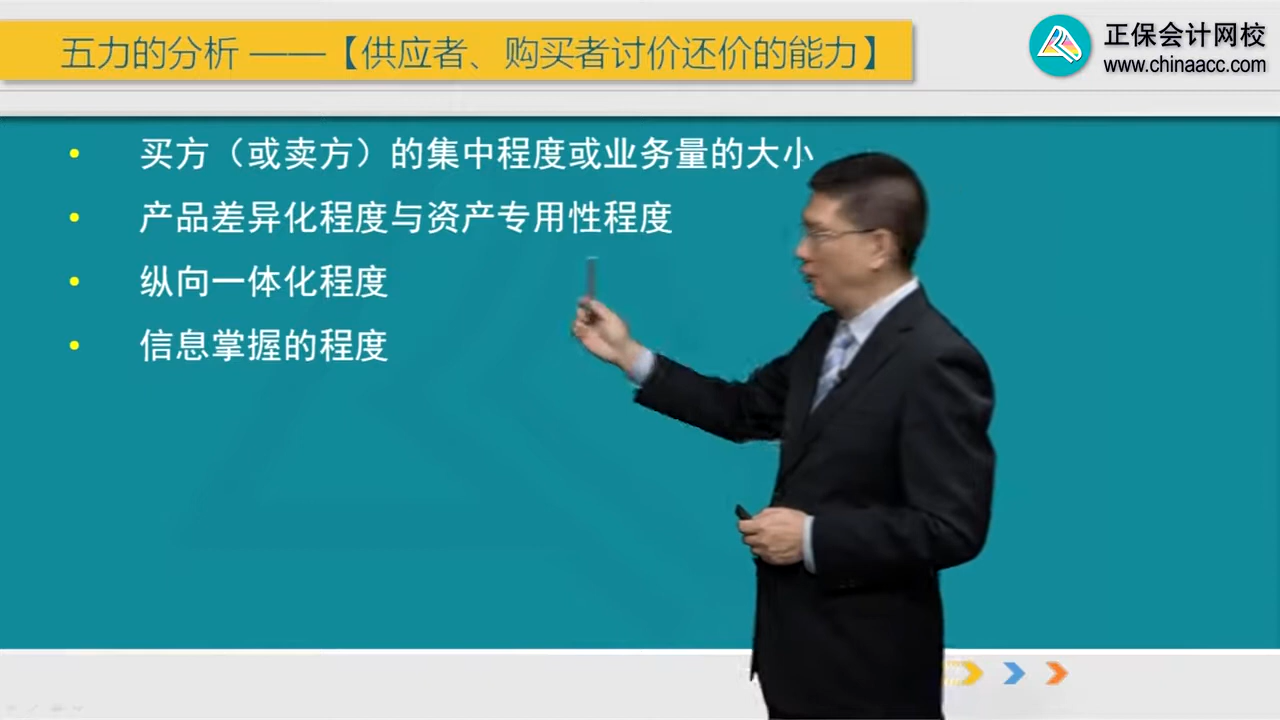 五力的分析 ——【供应者、购买者讨价还价的能力】
正保会计网校
www.chinaacc.com
• 买方（或卖方）的集中程度或业务量的大小
• 产品差异化程度与资产专用性程度
• 纵向一体化程度
• 信息掌握的程度